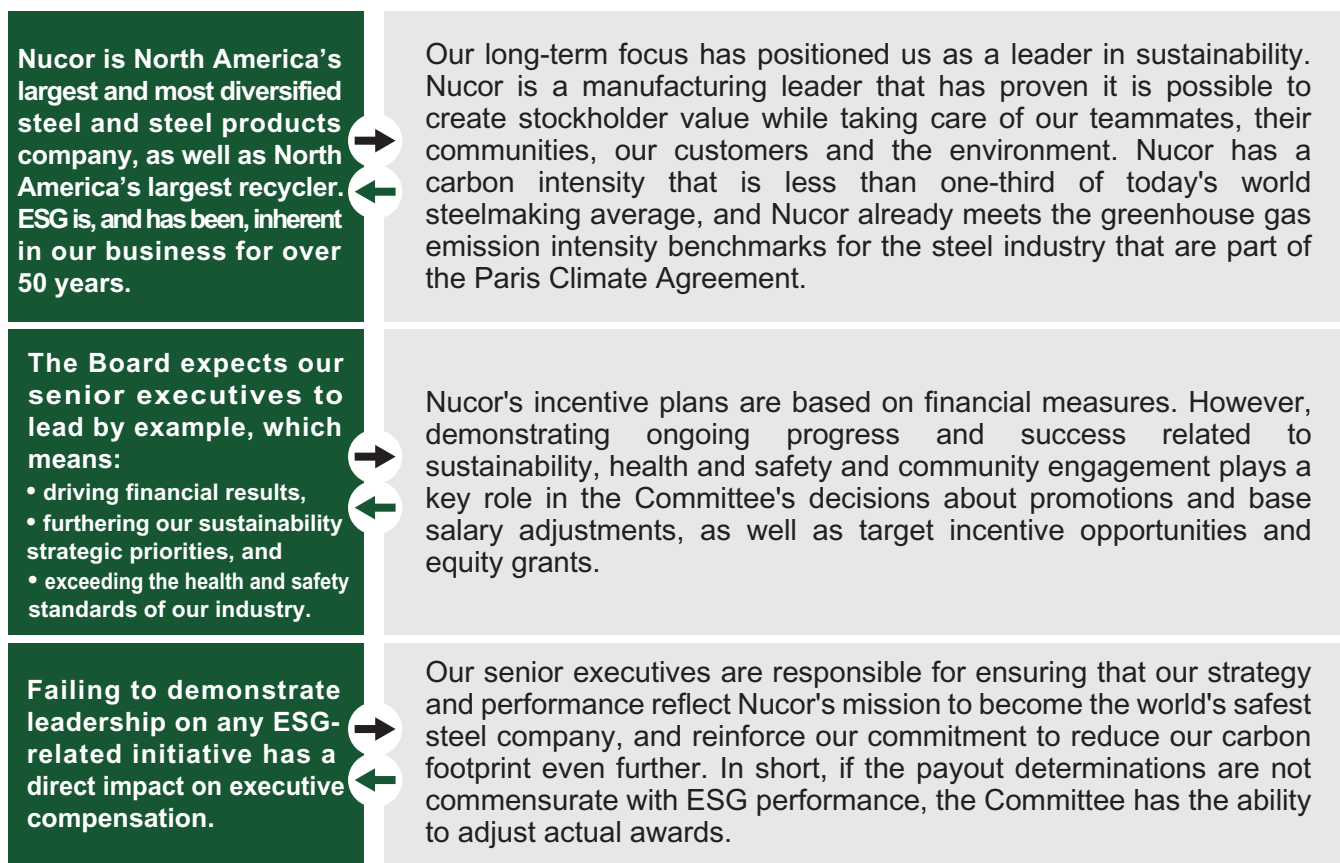 Nucor is North America's
largest and most diversified
steel and steel products
company, as well as North
America's largest recycler.
ESG is, and has been, inherent
in our business for over
50 years.
Our long-term focus has positioned us as a leader in sustainability.
Nucor is a manufacturing leader that has proven it is possible to
create stockholder value while taking care of our teammates, their
communities, our customers and the environment. Nucor has a
carbon intensity that is less than one-third of today's world
steelmaking average, and Nucor already meets the greenhouse gas
emission intensity benchmarks for the steel industry that are part of
the Paris Climate Agreement.
The Board expects our
senior executives to
lead by example, which
means:
• driving financial results,
• furthering our sustainability
strategic priorities, and
• exceeding the health and safety
standards of our industry.
Nucor's incentive plans are based on financial measures. However,
demonstrating ongoing progress and success related to
sustainability, health and safety and community engagement plays a
key role in the Committee's decisions about promotions and base
salary adjustments, as well as target incentive opportunities and
equity grants.
Failing to demonstrate
leadership on any ESG-
related initiative has a
direct impact on executive
compensation.
Our senior executives are responsible for ensuring that our strategy
and performance reflect Nucor's mission to become the world's safest
steel company, and reinforce our commitment to reduce our carbon
footprint even further. In short, if the payout determinations are not
commensurate with ESG performance, the Committee has the ability
to adjust actual awards.